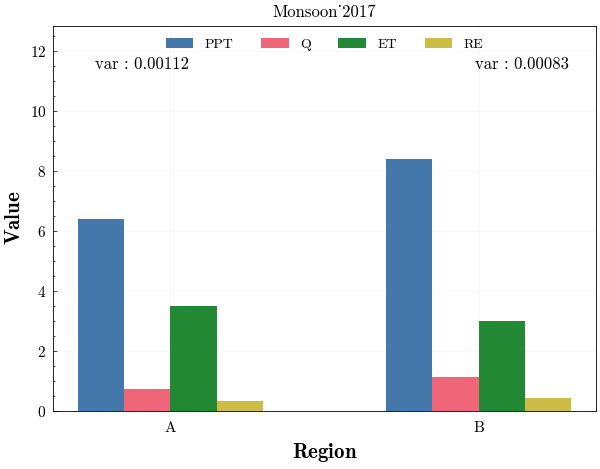 Monsoon`2017
PPT Q ET RE
var : 0.00112 var : 0.00083
12
10
8
6
4
2
0
Value
A B
Region